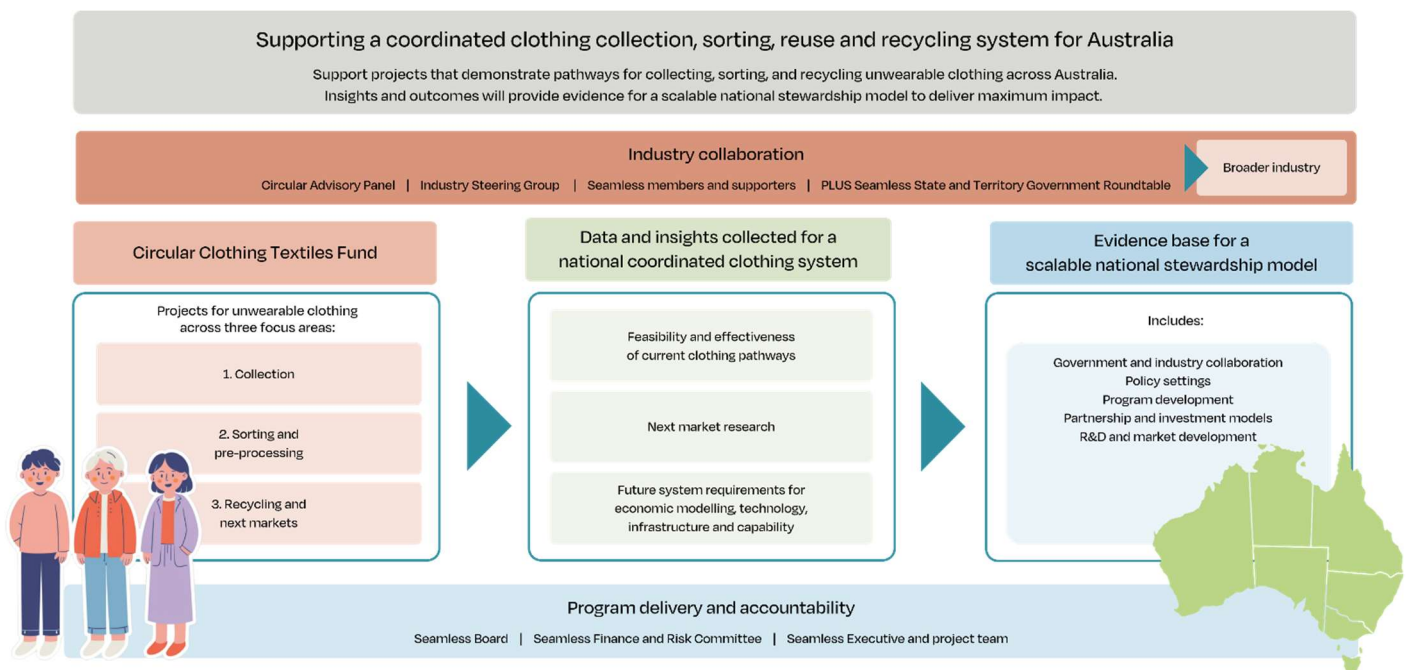 Supporting a coordinated clothing collection, sorting, reuse and recycling system for Australia
Support projects that demonstrate pathways for collecting, sorting, and recycling unwearable clothing across Australia.
Insights and outcomes will provide evidence for a scalable national stewardship model to deliver maximum impact.
Industry collaboration
Circular Advisory Panel | Industry Steering Group | Seamless members and supporters | PLUS Seamless State and Territory Government Roundtable
Broader industry
Circular Clothing Textiles Fund
Projects for unwearable clothing
across three focus areas:
1. Collection
2. Sorting and
pre-processing
3. Recycling and
next markets
Data and insights collected for a
national coordinated clothing system
Feasibility and effectiveness
of current clothing pathways
Next market research
Future system requirements for
economic modelling, technology,
infrastructure and capability
Evidence base for a
scalable national stewardship model
Includes:
Government and industry collaboration
Policy settings
Program development
Partnership and investment models
R&D and market development
Program delivery and accountability
Seamless Board | Seamless Finance and Risk Committee | Seamless Executive and project team